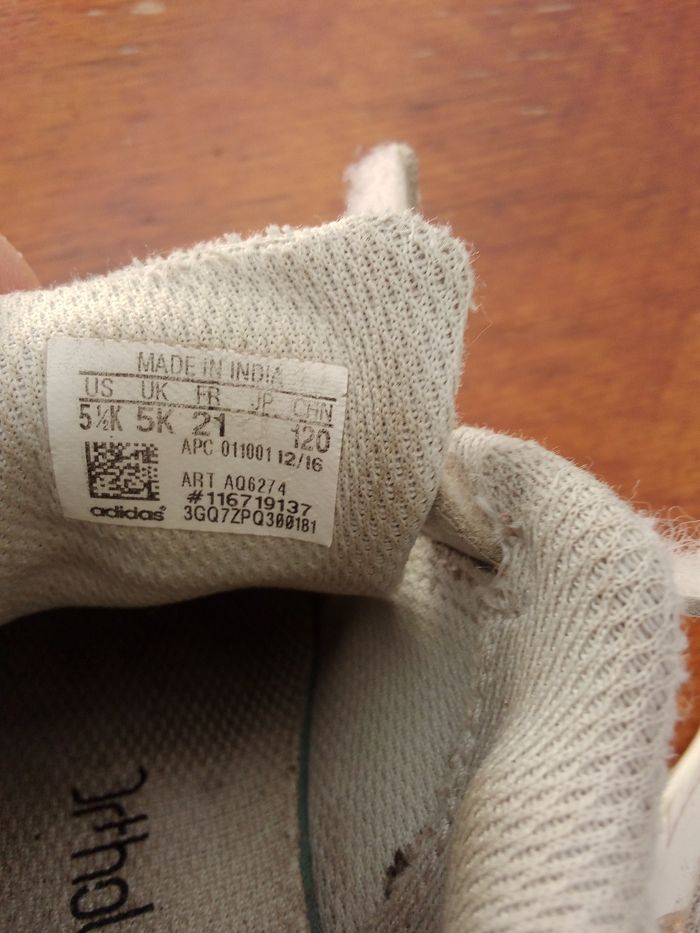 MADE IN INDIA
US UK FR JP CHN
5½K 5K 21 120
APC 011001 12/16
ART AQ6274
#116719137
adidas 3GQ7ZPQ300181